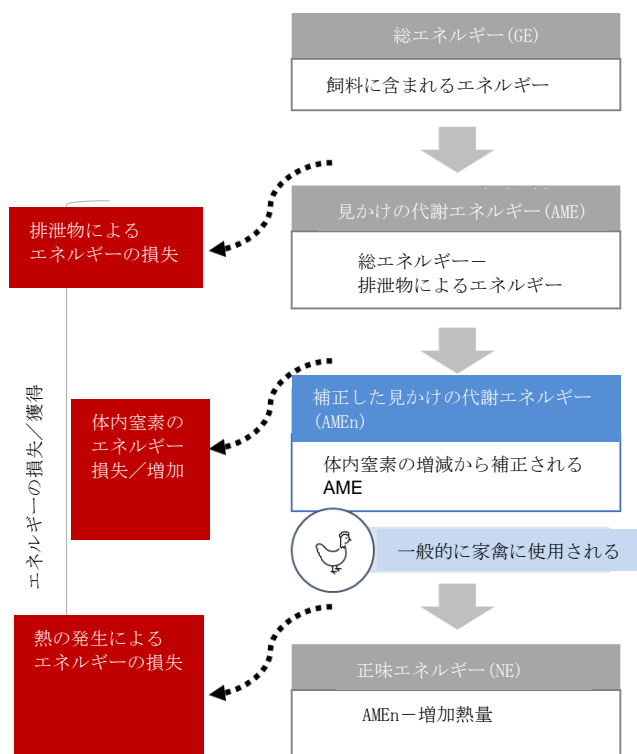 総エネルギー(GE)
飼料に含まれるエネルギー
見かけの代謝エネルギー(AME)
総エネルギー－
排泄物によるエネルギー
排泄物による
エネルギーの損失
補正した見かけの代謝エネルギー
(AMEn)
体内窒素の増減から補正される
AME
体内窒素の
エネルギー
損失／増加
エネルギーの損失／獲得
一般的に家禽に使用される
熱の発生による
エネルギーの損失
正味エネルギー(NE)
AMEn－増加熱量